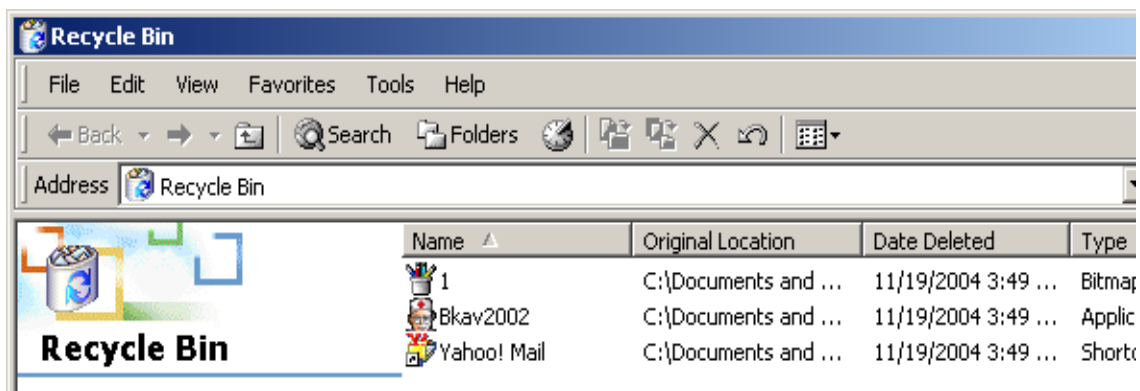 Recycle Bin
File Edit View Favorites Tools Help
Back Search Folders
Address Recycle Bin
Name Original Location Date Deleted Type
1 C:\Documents and ... 11/19/2004 3:49 ... Bitmap
Bkav2002 C:\Documents and ... 11/19/2004 3:49 ... Applic
Yahoo! Mail C:\Documents and ... 11/19/2004 3:49 ... Shortc
Recycle Bin